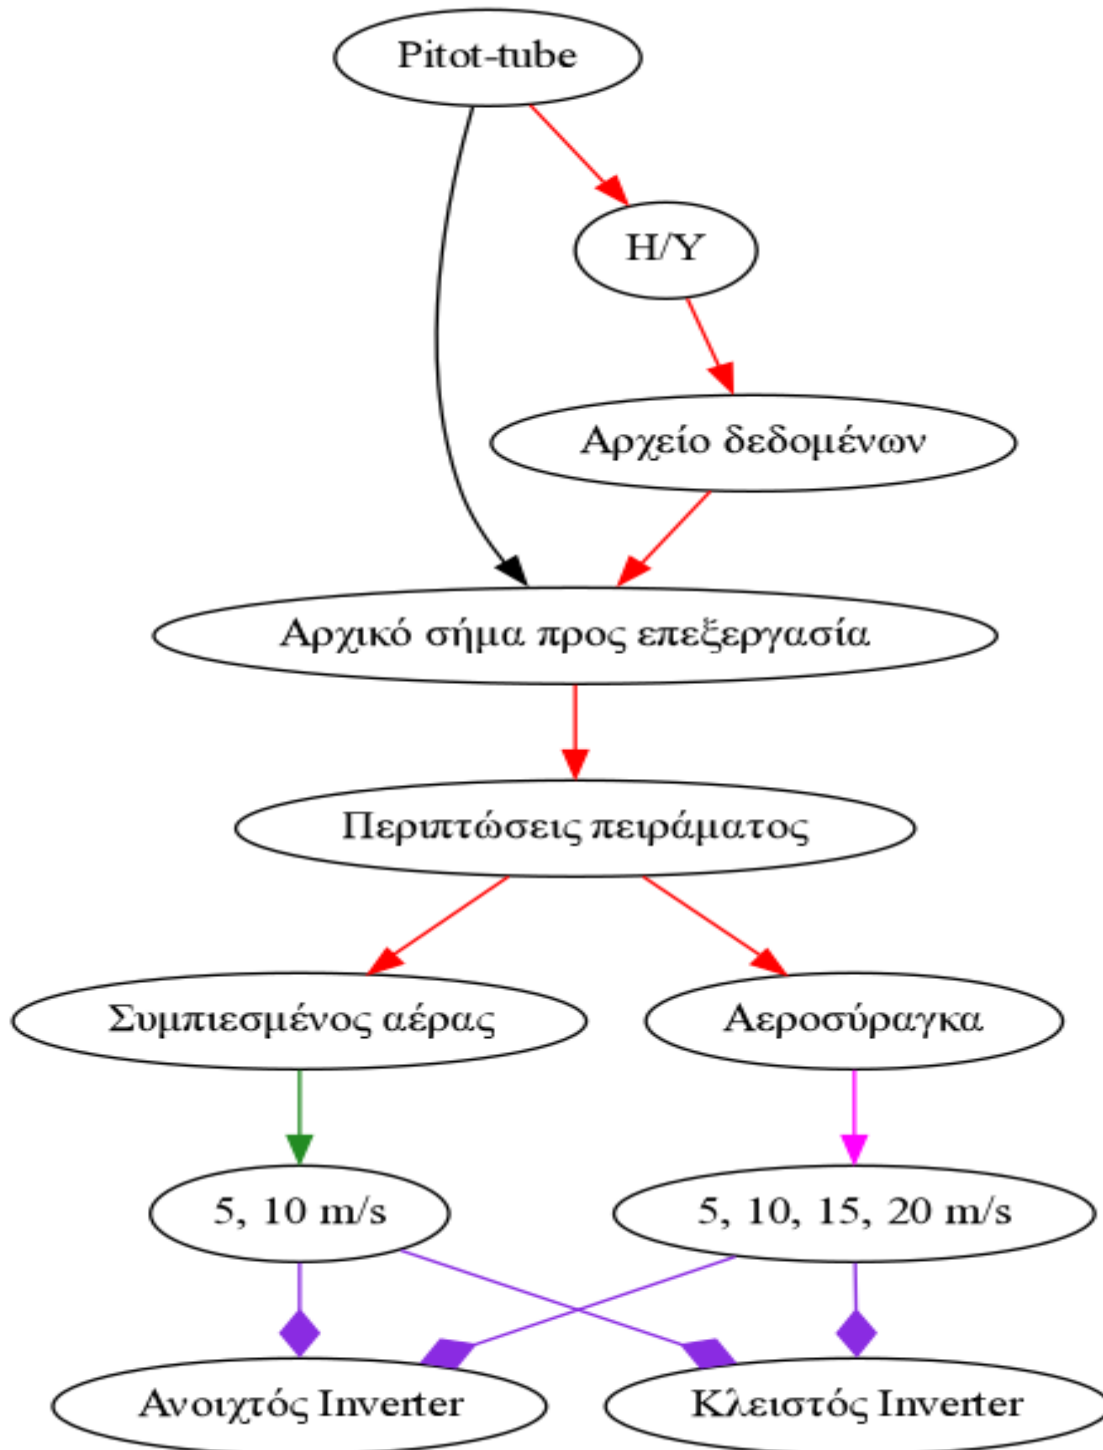 Pitot-tube
Η/Υ
Αρχείο δεδομένων
Αρχικό σήμα προς επεξεργασία
Περιπτώσεις πειράματος
Συμπιεσμένος αέρας
Αεροσύραγκα
5, 10 m/s
5, 10, 15, 20 m/s
Ανοιχτός Inverter
Κλειστός Inverter